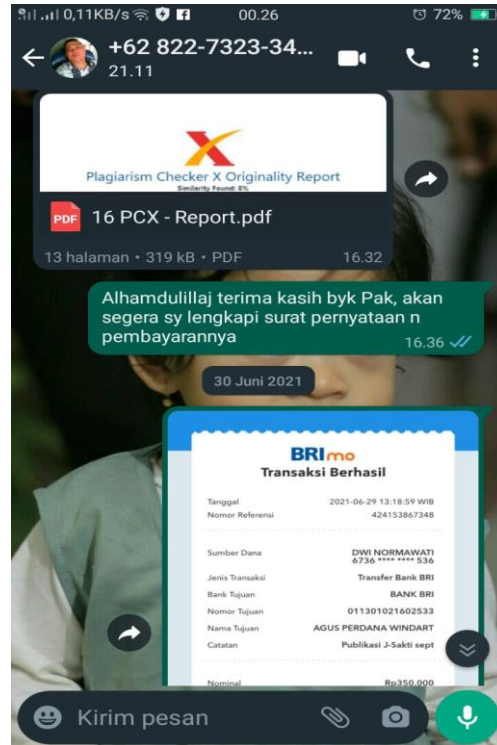 0,11KB/s 00.26 72%
+62 822-7323-34...
21.11
X
Plagiarism Checker X Originality Report
Similarity Found: 8%
PDF 16 PCX - Report.pdf
13 halaman • 319 kB • PDF 16.32
Alhamdulillaj terima kasih byk Pak, akan
segera sy lengkapi surat pernyataan n
pembayarannya
16.36
30 Juni 2021
BRImo
Transaksi Berhasil
Tanggal 2021-06-29 13:18:59 WIB
Nomor Referensi 424153867348
Sumber Dana DWI NORMAWATI
6736 **** **** 536
Jenis Transaksi Transfer Bank BRI
Bank Tujuan BANK BRI
Nomor Tujuan 011301021602533
Nama Tujuan AGUS PERDANA WINDART
Catatan Publikasi J-Sakti sept
Nominal Rp350.000
Kirim pesan